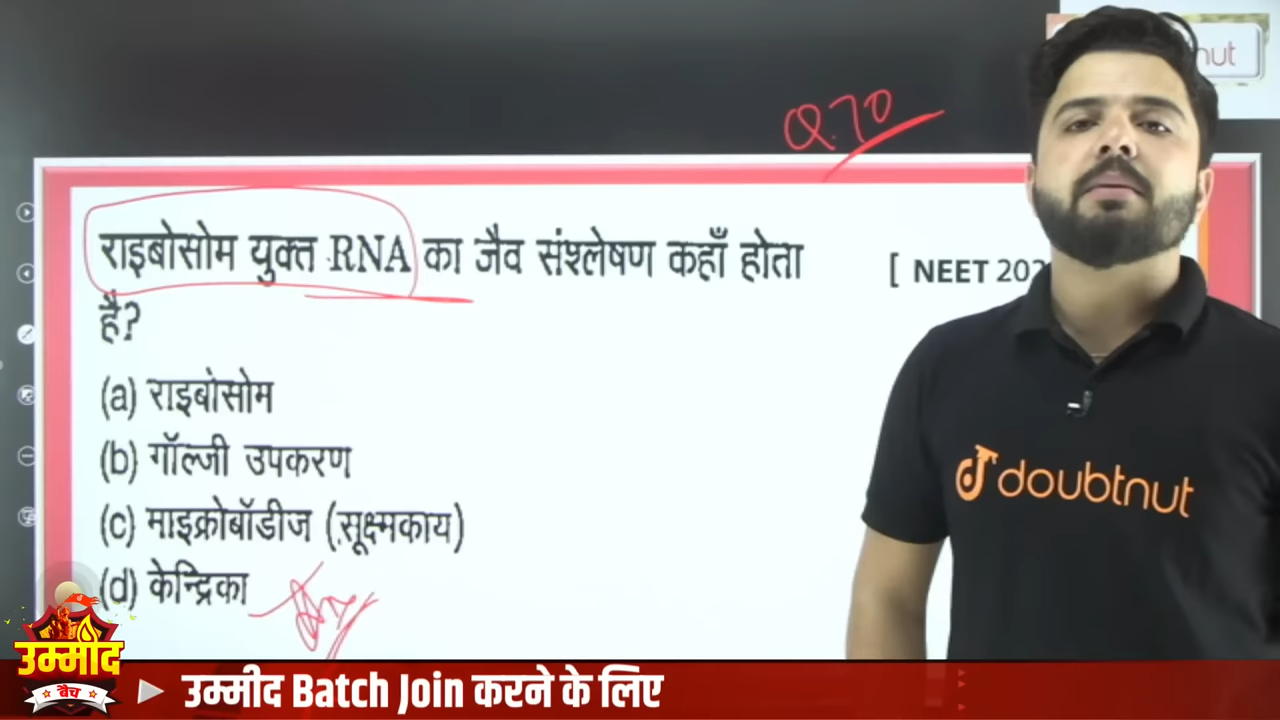 Q.70
राइबोसोम युक्त RNA का जैव संश्लेषण कहाँ होता
[ NEET 202
है?
(a) राइबोसोम
(b) गॉल्जी उपकरण
(c) माइक्रोबॉडीज (सूक्ष्मकाय)
(d) केन्द्रिका
doubtnut
उम्मीद
बैच
उम्मीद Batch Join करने के लिए